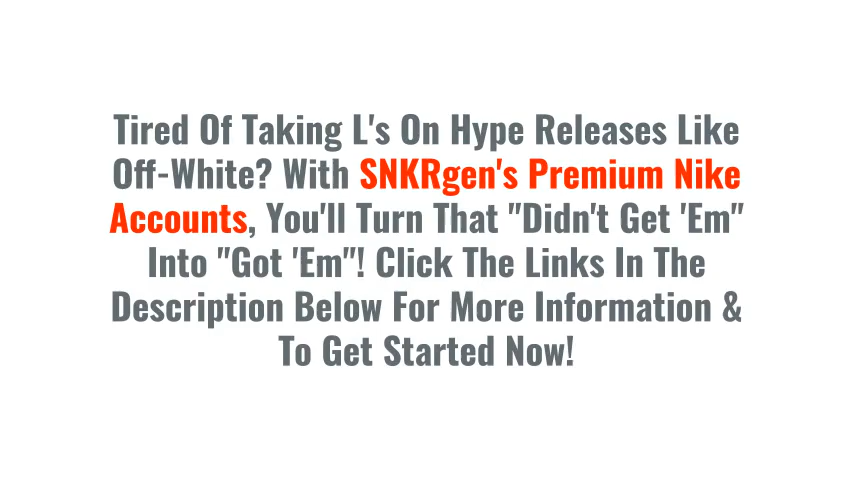 Tired Of Taking L's On Hype Releases Like
Off-White? With SNKRgen's Premium Nike
Accounts, You'll Turn That "Didn't Get 'Em"
Into "Got 'Em"! Click The Links In The
Description Below For More Information &
To Get Started Now!